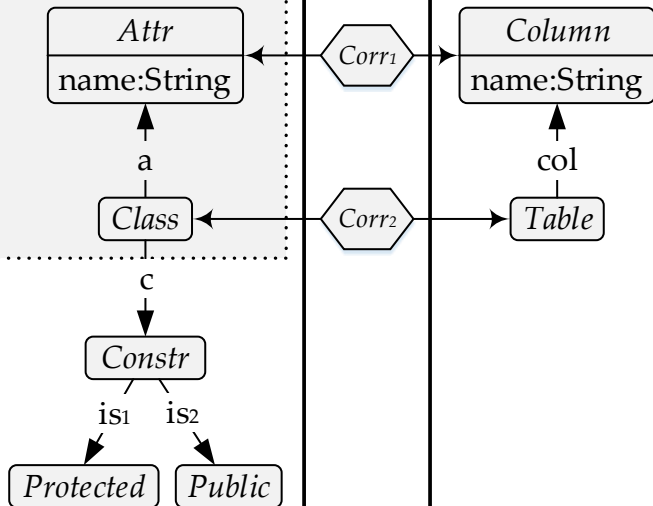 Attr
Corr1
Column
name:String
name:String
a
col
Class
Corr2
Table
c
Constr
is1
is2
Protected
Public